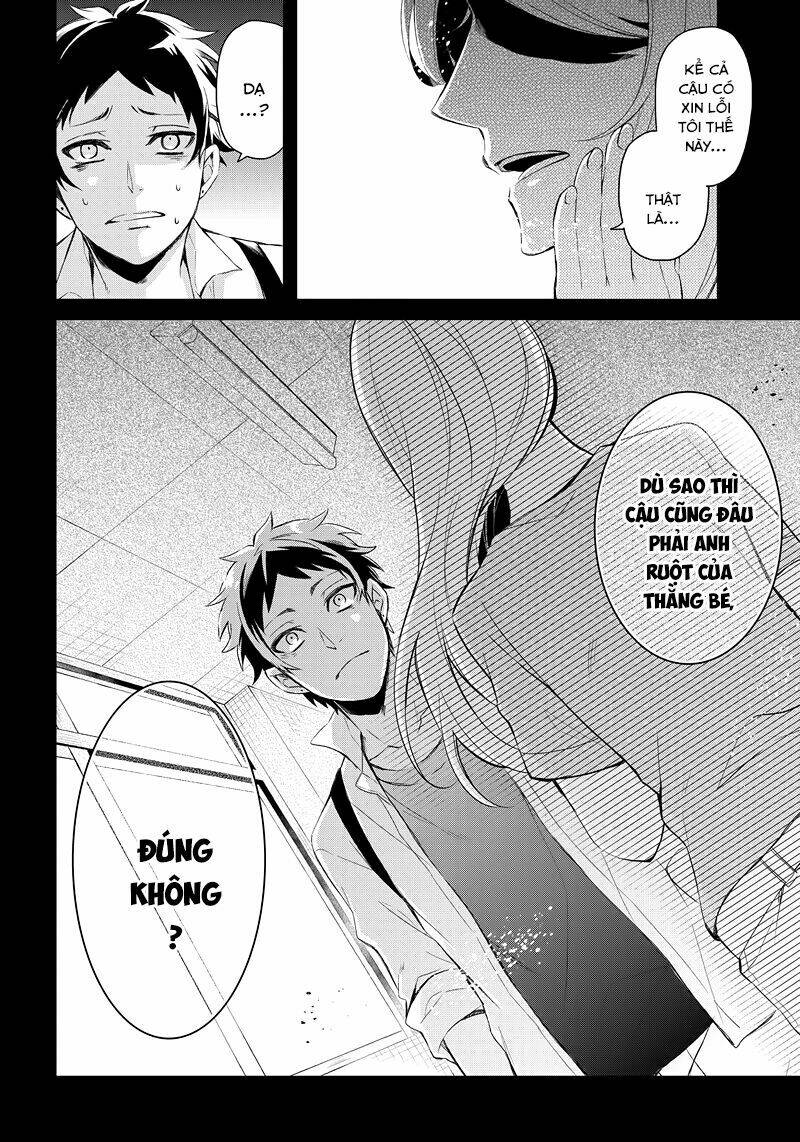 KỂ CẢ
CẬU CÓ
XIN LỖI
TÔI THẾ
NÀY...
THẬT
LÀ...
DẠ
...?
DÙ SAO THÌ
CẬU CŨNG ĐÂU
PHẢI ANH
RUỘT CỦA
THẰNG BÉ,
ĐÚNG
KHÔNG
?